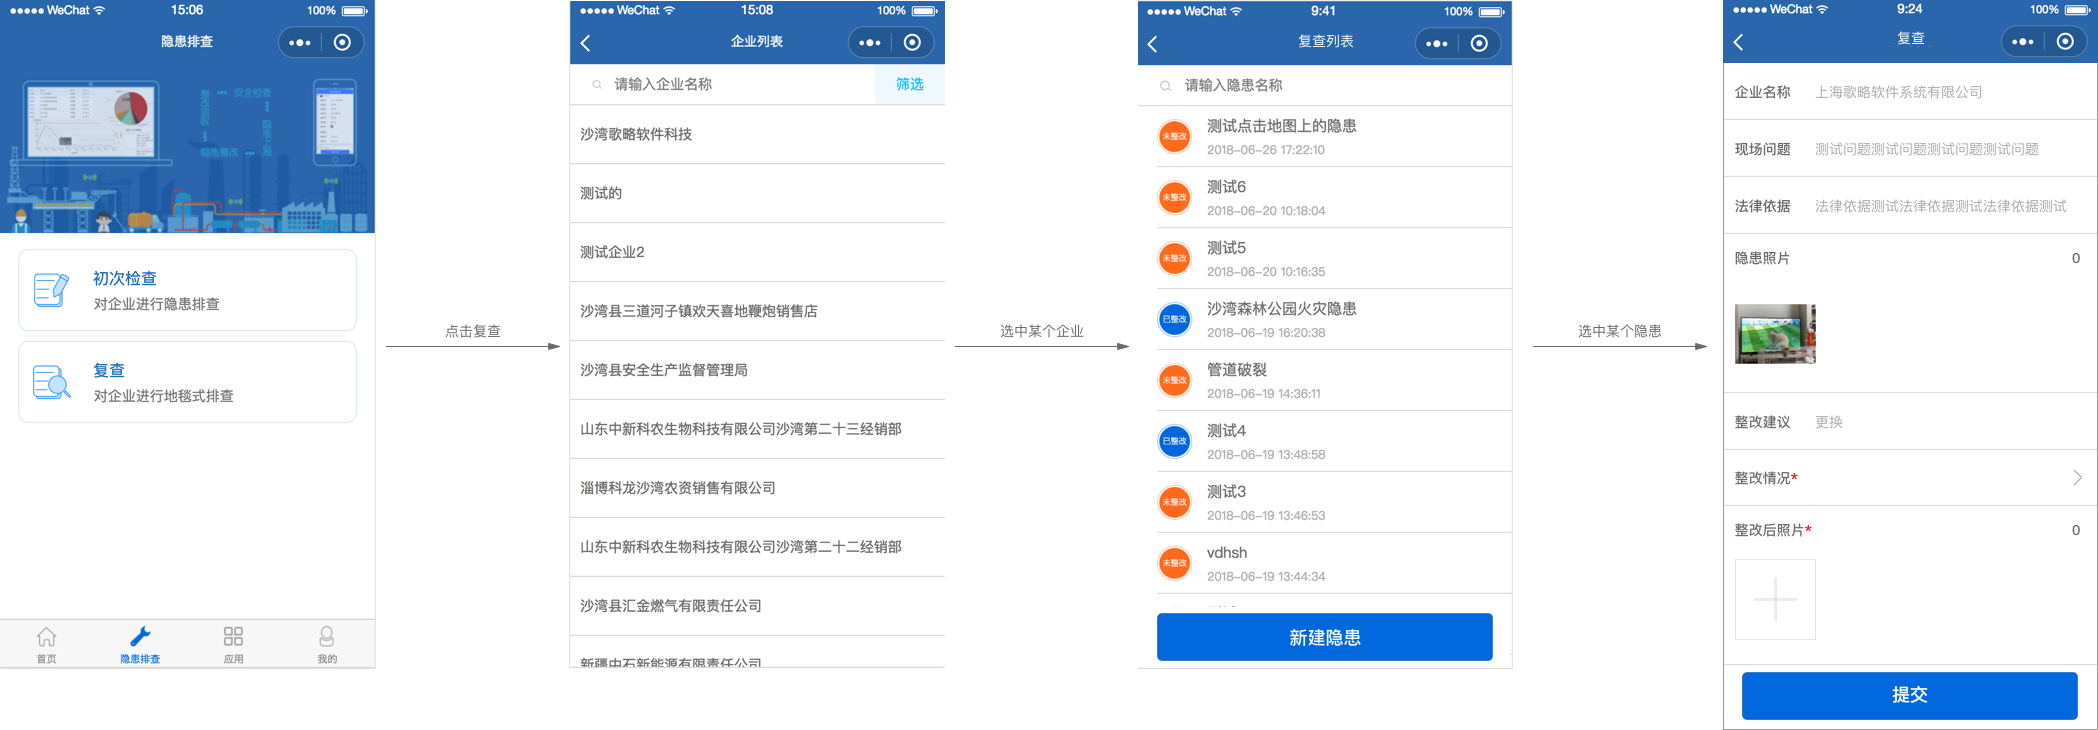 WeChat 15:06 100%
隐患排查
安全检查
隐患整改
初次检查
对企业进行隐患排查
复查
对企业进行地毯式排查
首页 隐患排查 应用 我的
点击复查
WeChat 15:08 100%
企业列表
请输入企业名称 筛选
沙湾歌略软件科技
测试的
测试企业2
沙湾县三道河子镇欢天喜地鞭炮销售店
沙湾县安全生产监督管理局
山东中新科农生物科技有限公司沙湾第二十三经销部
淄博科龙沙湾农资销售有限公司
山东中新科农生物科技有限公司沙湾第二十二经销部
沙湾县汇金燃气有限责任公司
新疆中石新能源有限责任公司
选中某个企业
WeChat 9:41 100%
复查列表
请输入隐患名称
未整改 测试点击地图上的隐患
2018-06-26 17:22:10
未整改 测试6
2018-06-20 10:18:04
未整改 测试5
2018-06-20 10:16:35
已整改 沙湾森林公园火灾隐患
2018-06-19 16:20:38
未整改 管道破裂
2018-06-19 14:36:11
已整改 测试4
2018-06-19 13:48:58
未整改 测试3
2018-06-19 13:46:53
未整改 vdhsh
2018-06-19 13:44:34
新建隐患
选中某个隐患
WeChat 9:24 100%
复查
企业名称 上海歌略软件系统有限公司
现场问题 测试问题测试问题测试问题测试问题
法律依据 法律依据测试法律依据测试法律依据测试
隐患照片 0
整改建议 更换
整改情况*
整改后照片* 0
提交